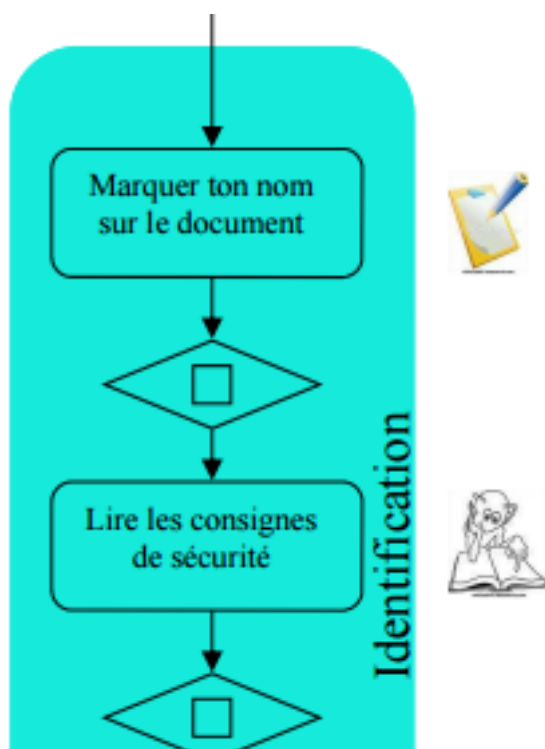 Marquer ton nom
sur le document
Lire les consignes
de sécurité
Identification